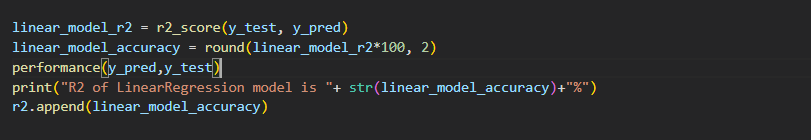 linear_model_r2 = r2_score(y_test, y_pred)
linear_model_accuracy = round(linear_model_r2*100, 2)
performance(y_pred,y_test)
print("R2 of LinearRegression model is "+ str(linear_model_accuracy)+"%")
r2.append(linear_model_accuracy)